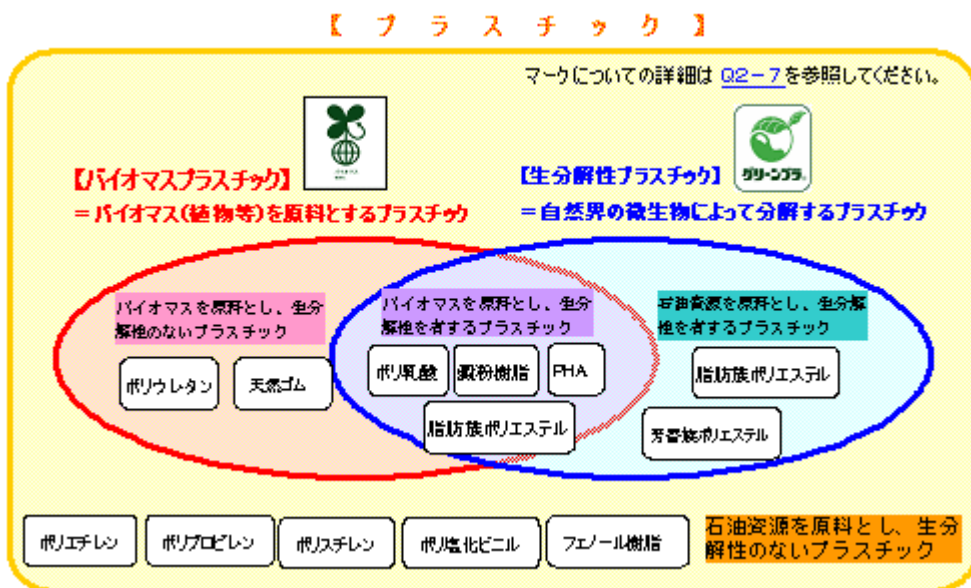 【 プ ラ ス チ ッ ク 】
マークについての詳細は Q2-7を参照してください。
【バイオマスプラスチック】
=バイオマス(植物等)を原料とするプラスチック
グリーンプラ
【生分解性プラスチック】
=自然界の微生物によって分解するプラスチック
バイオマスを原料とし、生分
解性のないプラスチック
ポリウレタン
天然ゴム
バイオマスを原料とし、生分
解性を有するプラスチック
ポリ乳酸
澱粉樹脂
PHA
脂肪族ポリエステル
石油資源を原料とし、生分解
性を有するプラスチック
脂肪族ポリエステル
芳香族ポリエステル
ポリエチレン
ポリプロピレン
ポリスチレン
ポリ塩化ビニル
フェノール樹脂
石油資源を原料とし、生分
解性のないプラスチック